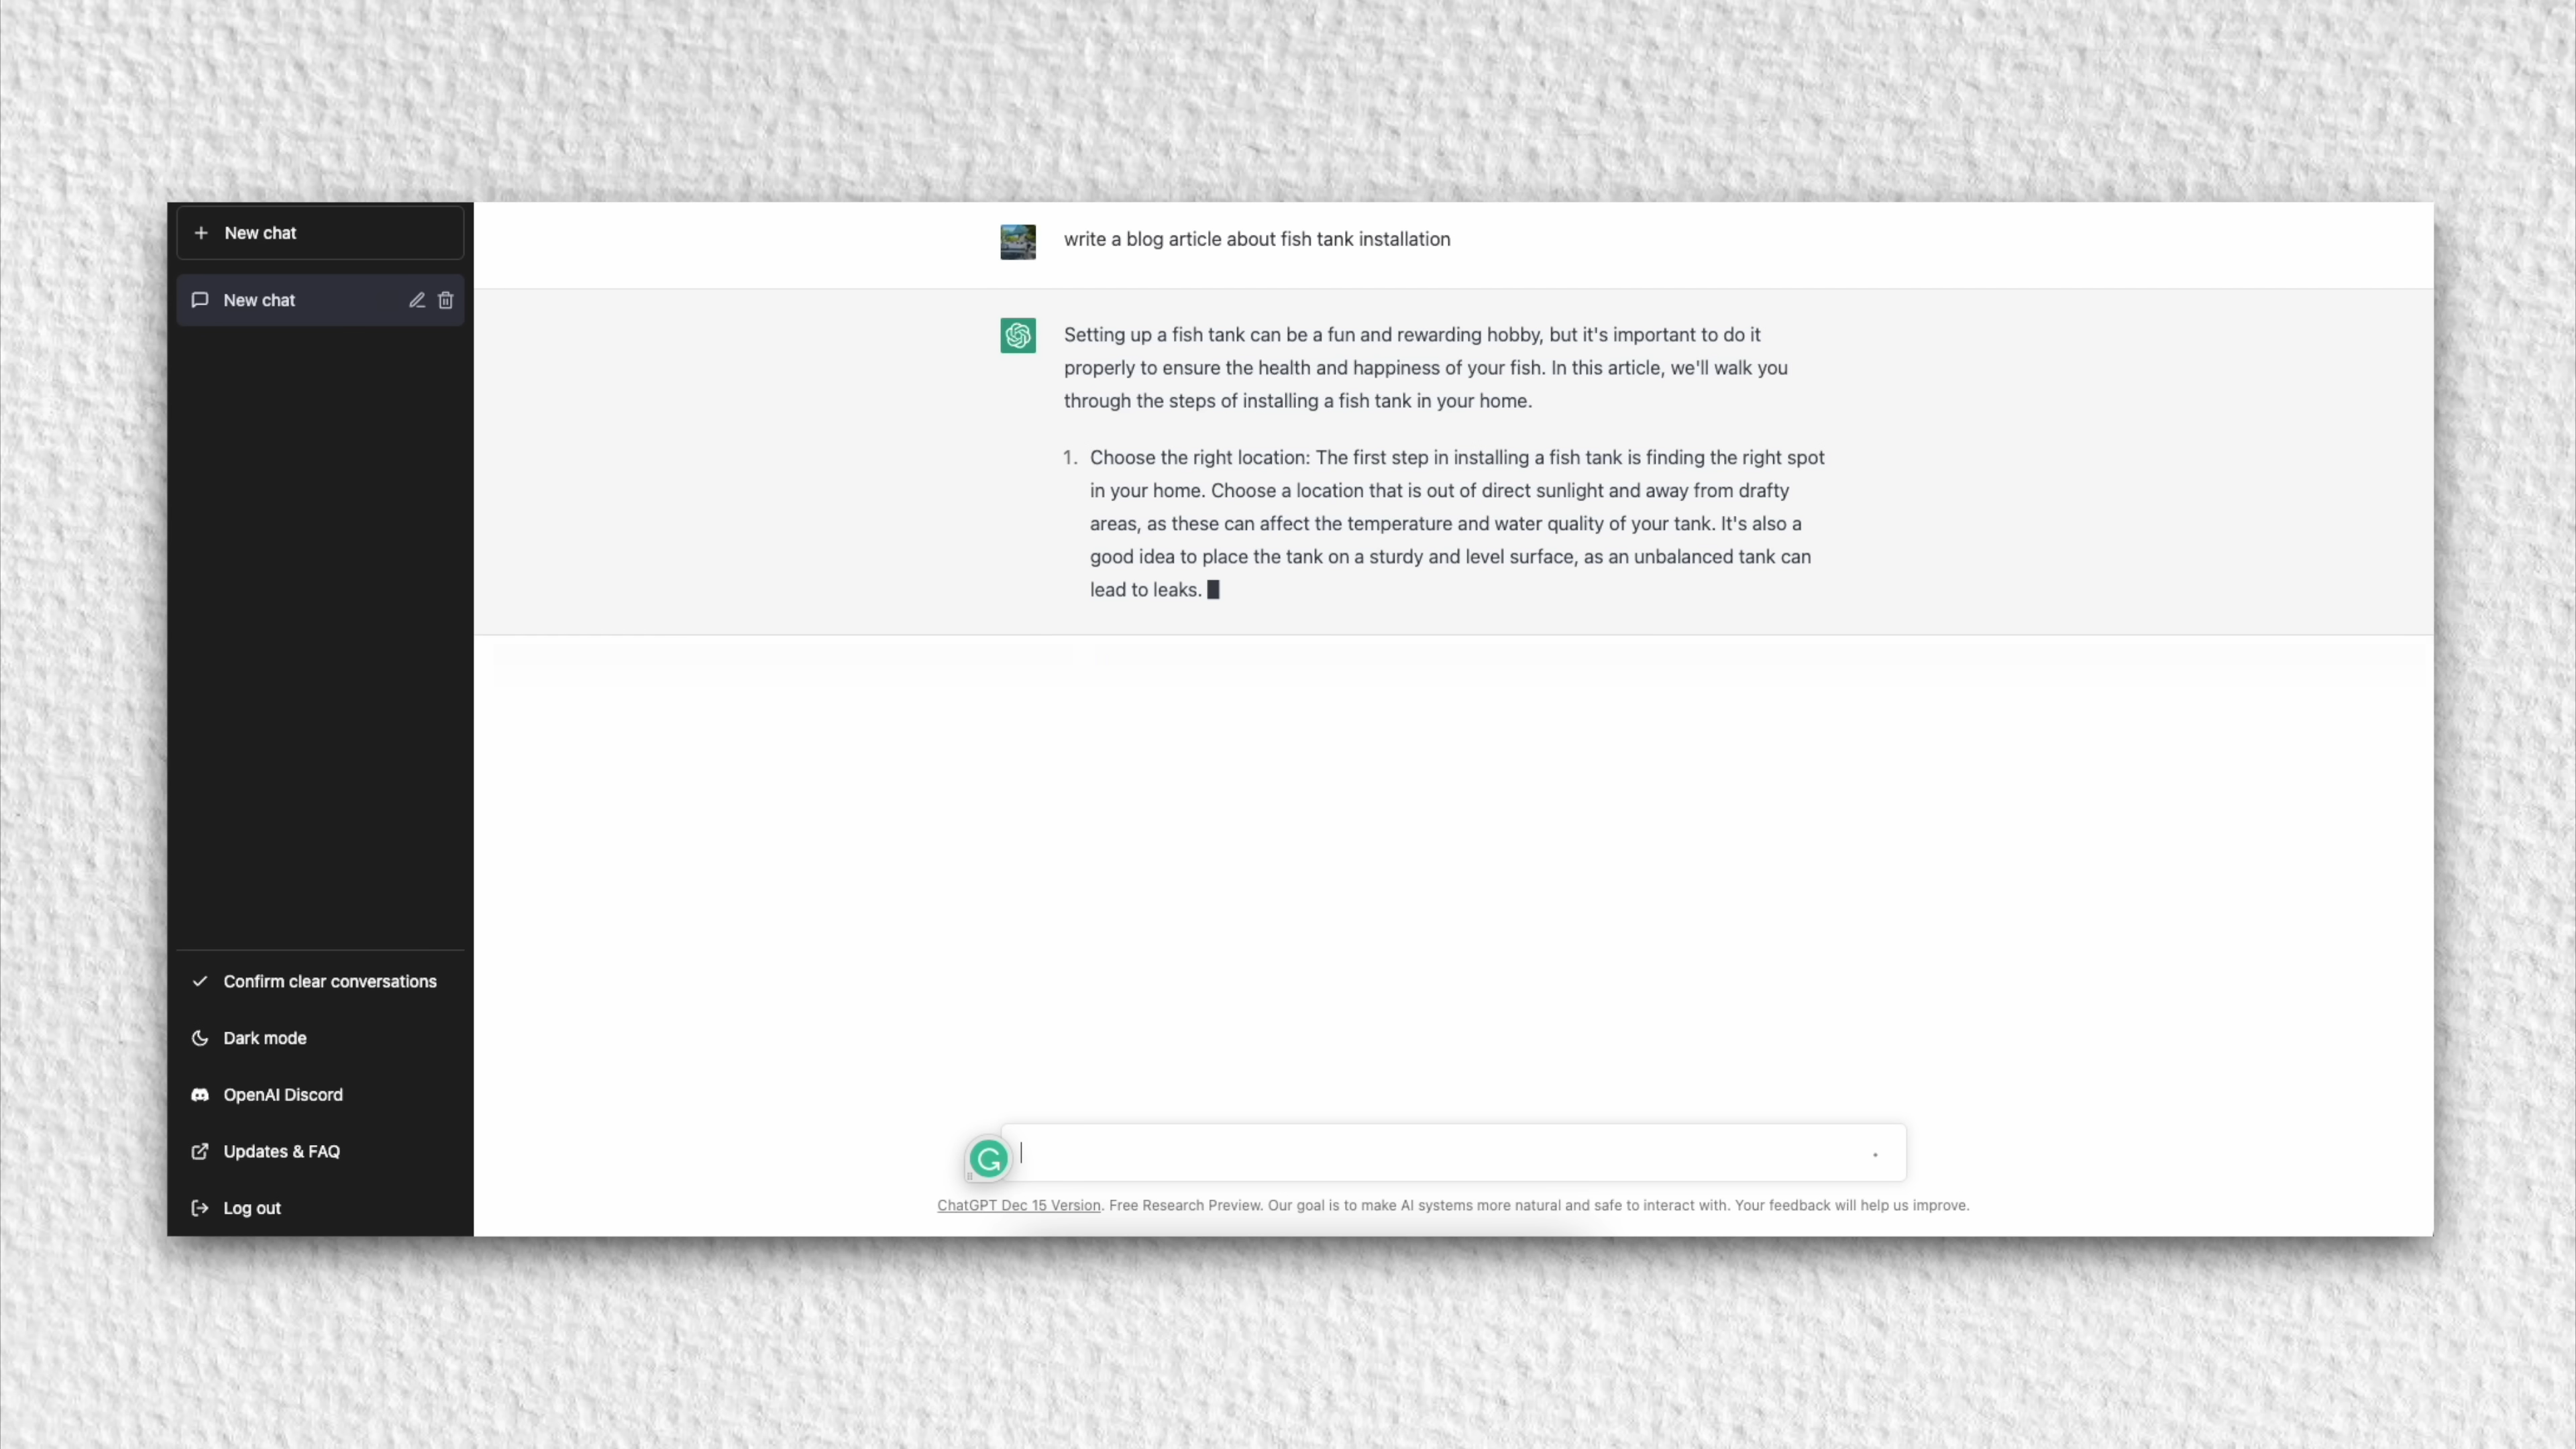 New chat
New chat
Confirm clear conversations
Dark mode
OpenAI Discord
Updates & FAQ
Log out
write a blog article about fish tank installation
Setting up a fish tank can be a fun and rewarding hobby, but it's important to do it
properly to ensure the health and happiness of your fish. In this article, we'll walk you
through the steps of installing a fish tank in your home.
1. Choose the right location: The first step in installing a fish tank is finding the right spot
in your home. Choose a location that is out of direct sunlight and away from drafty
areas, as these can affect the temperature and water quality of your tank. It's also a
good idea to place the tank on a sturdy and level surface, as an unbalanced tank can
lead to leaks.
ChatGPT Dec 15 Version. Free Research Preview. Our goal is to make AI systems more natural and safe to interact with. Your feedback will help us improve.